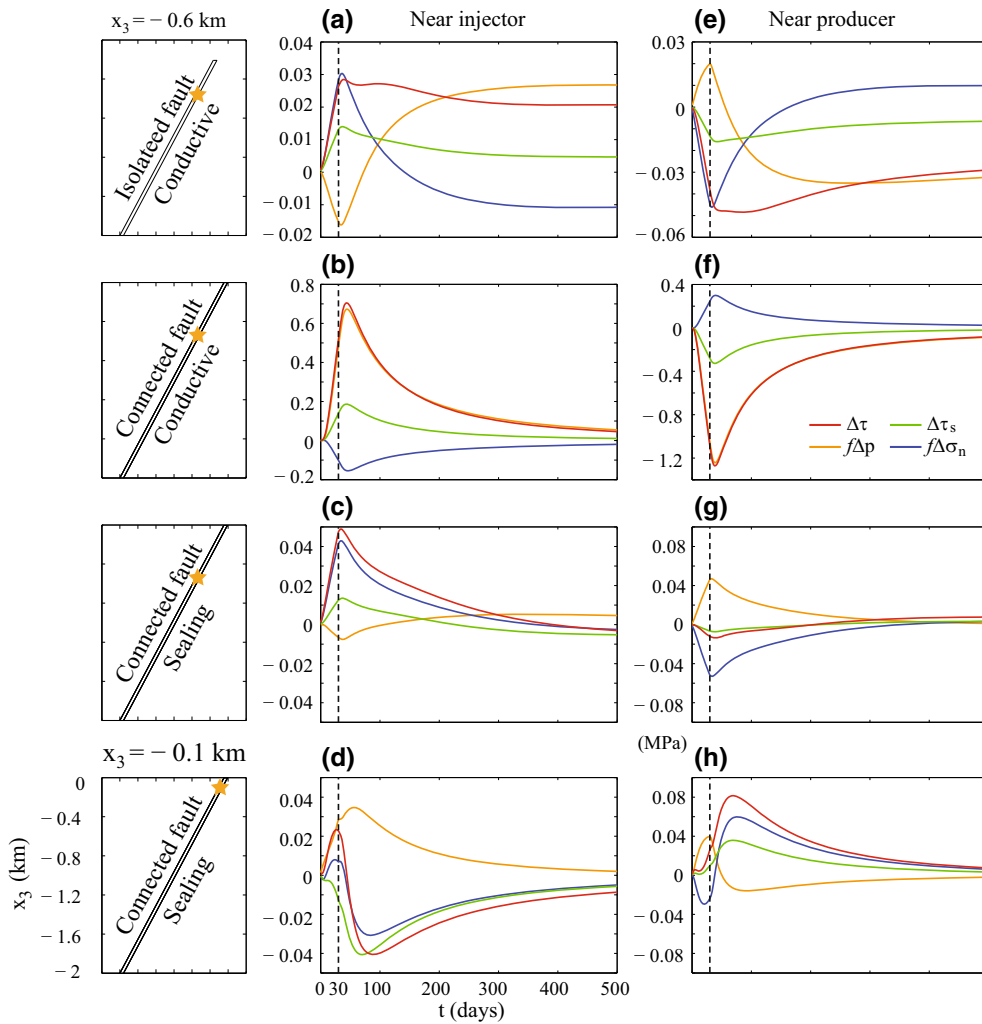 x3 = − 0.6 km
(a) Near injector
(e) Near producer
Isolateed fault
Conductive
0.04
0.03
0.02
0.01
0
− 0.01
− 0.02
0.03
0
− 0.03
− 0.06
(b)
(f)
Connected fault
Conductive
0.8
0.6
0.4
0.2
0
− 0.2
0.4
0
− 0.4
− 0.8
− 1.2
Δτ
Δτs
fΔp
fΔσn
(c)
(g)
Connected fault
Sealing
0.04
0.02
0
− 0.02
− 0.04
0.08
0.04
0
− 0.04
− 0.08
x3 = − 0.1 km
(d)
(MPa)
(h)
Connected fault
Sealing
x3 (km)
0
− 0.4
− 0.8
− 1.2
− 1.6
− 2
0.04
0.02
0
− 0.02
− 0.04
0.08
0.04
0
− 0.04
− 0.08
0 30 100 200 300 400 500
t (days)